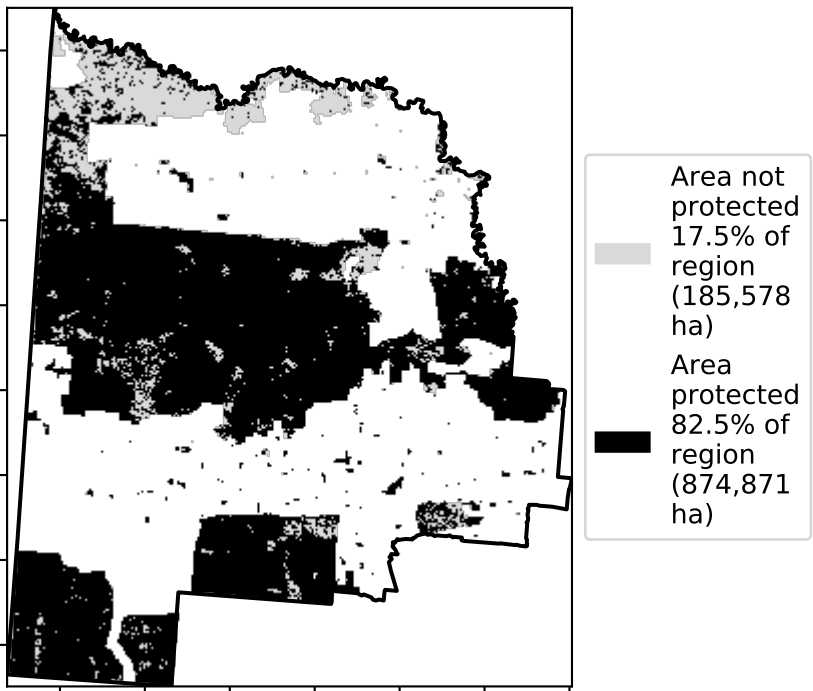 Area not
protected
17.5% of
region
(185,578
ha)
Area
protected
82.5% of
region
(874,871
ha)